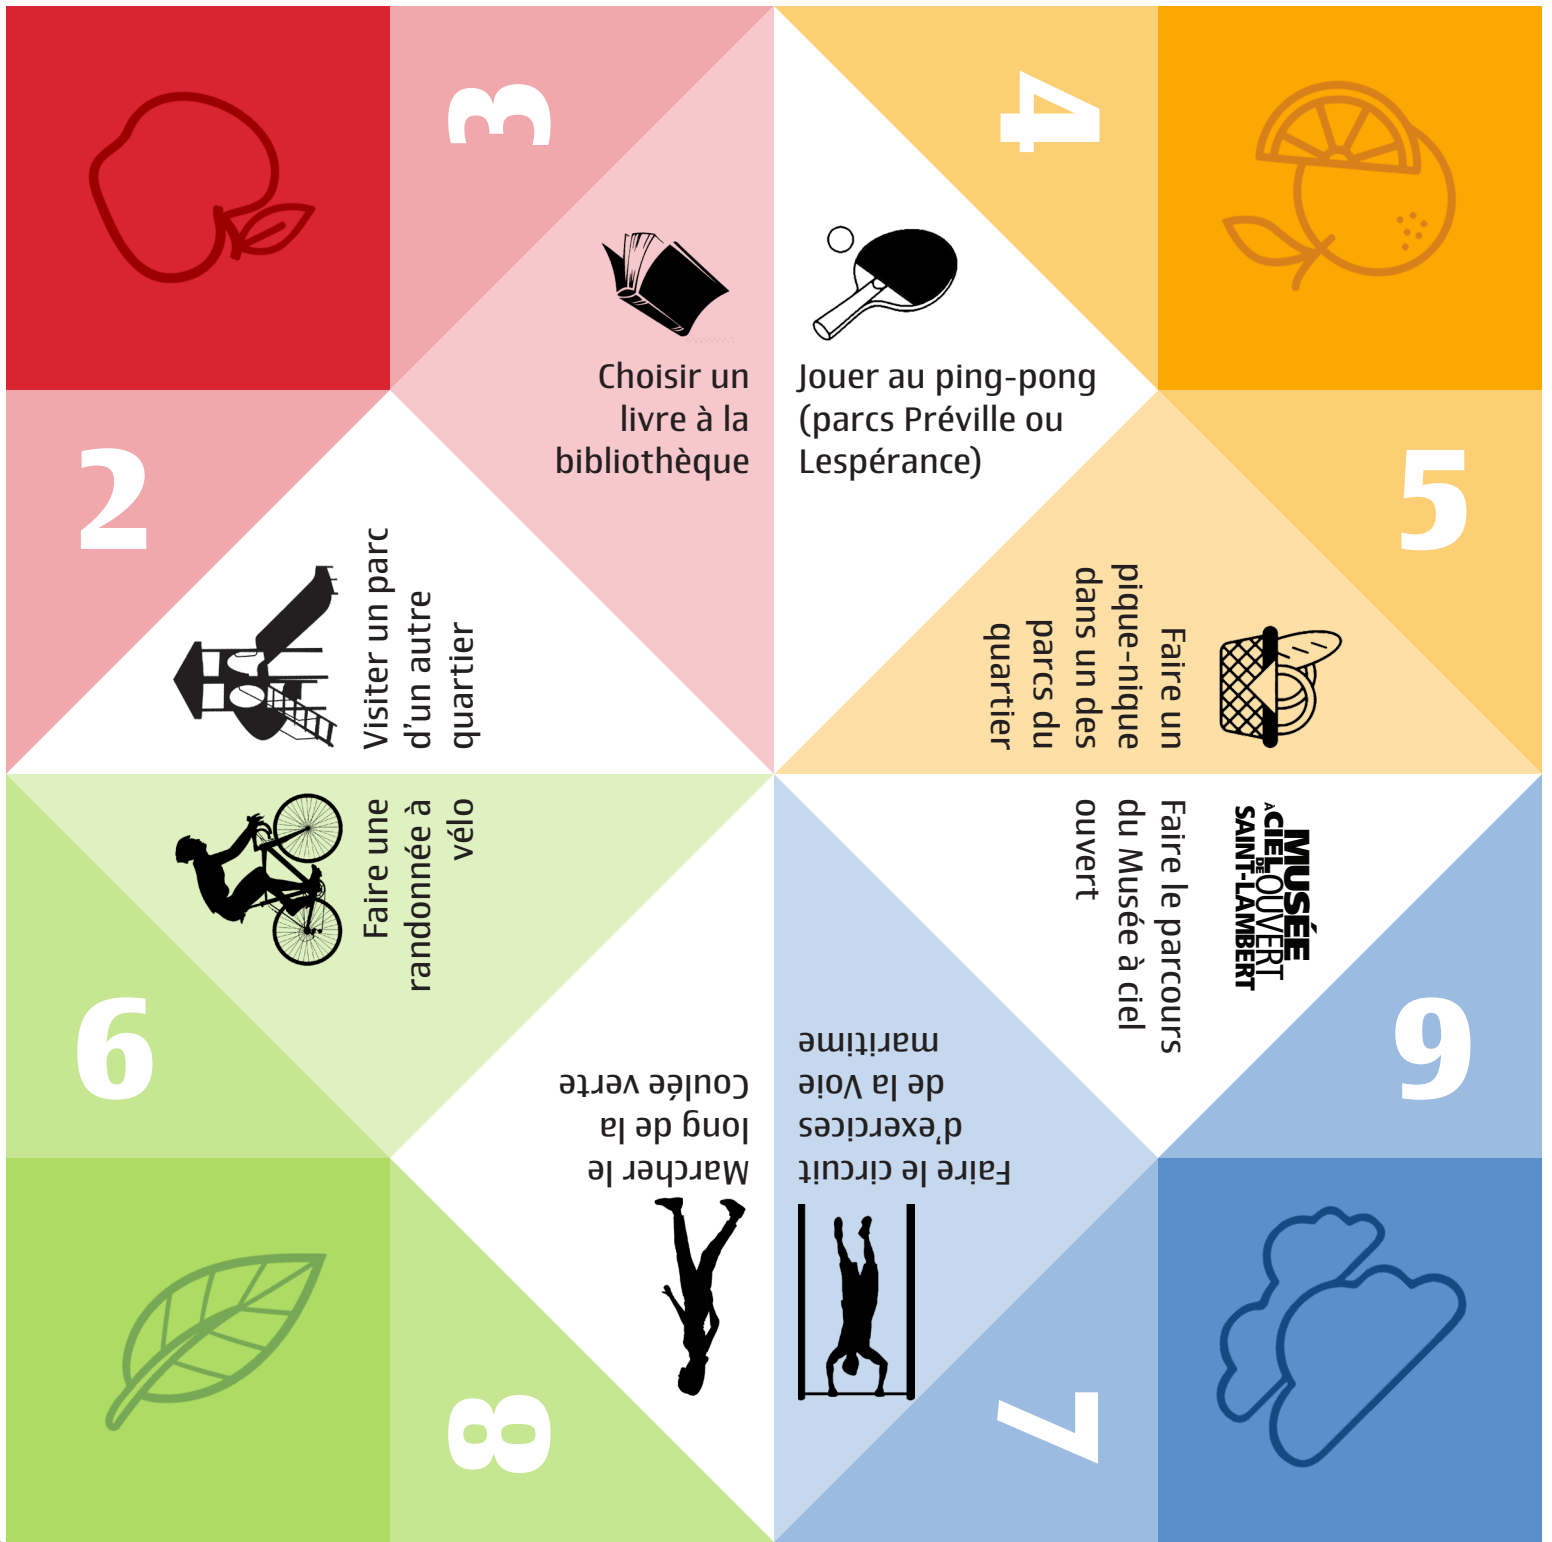 3
4
Choisir un
livre à la
bibliothèque
Jouer au ping-pong
(parcs Préville ou
Lespérance)
2
5
Visiter un parc
d'un autre
quartier
Faire un
pique-nique
dans un des
parcs du
quartier
Faire une
randonnée à
vélo
MUSÉE
À CIEL OUVERT
DE SAINT-LAMBERT
Faire le parcours
du Musée à ciel
ouvert
6
9
Marcher le
long de la
Coulée verte
Faire le circuit
d'exercices
de la Voie
maritime
8
7